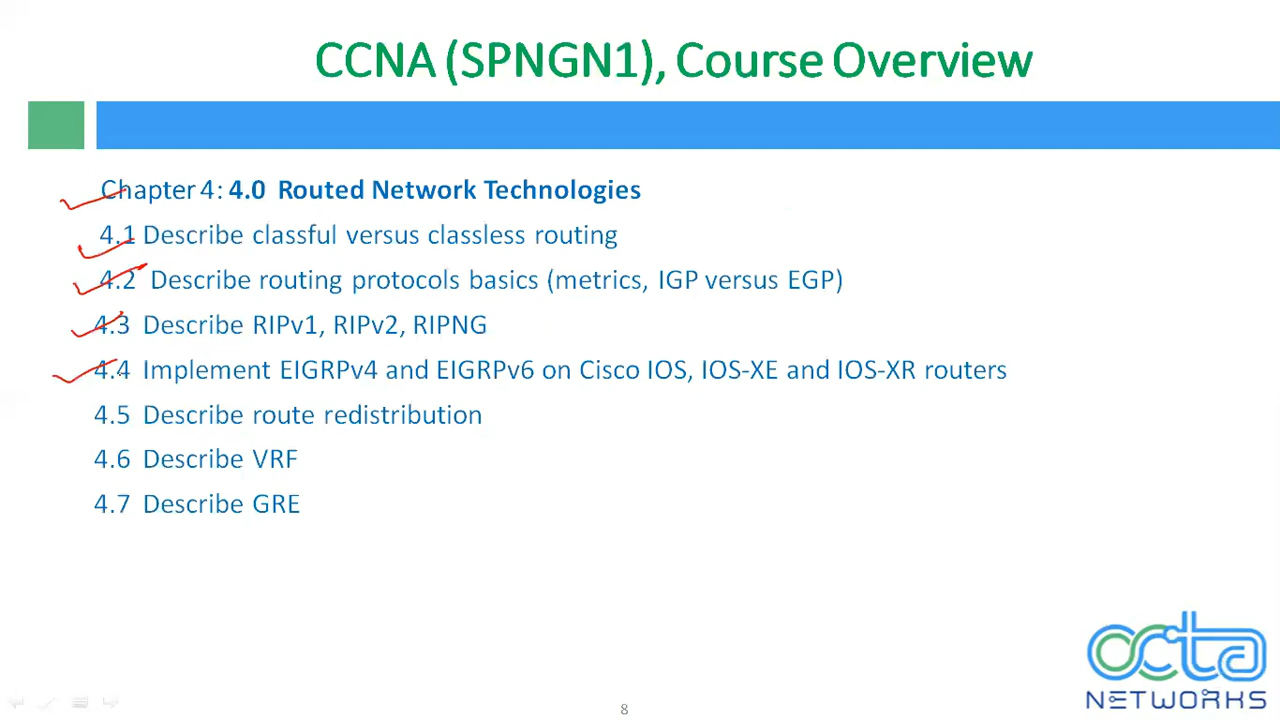 CCNA (SPNGN1), Course Overview
Chapter 4: 4.0 Routed Network Technologies
4.1 Describe classful versus classless routing
4.2 Describe routing protocols basics (metrics, IGP versus EGP)
4.3 Describe RIPv1, RIPv2, RIPNG
4.4 Implement EIGRPv4 and EIGRPv6 on Cisco IOS, IOS-XE and IOS-XR routers
4.5 Describe route redistribution
4.6 Describe VRF
4.7 Describe GRE
octa
NETWORKS
8